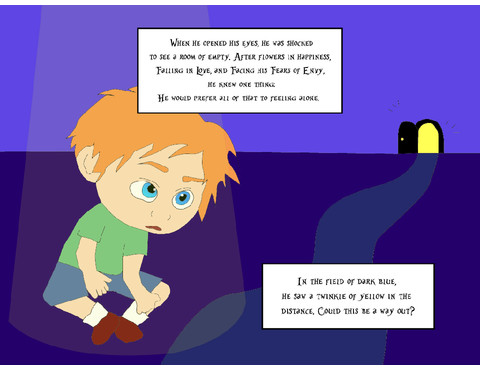 When he opened his eyes, he was shocked
to see a room of empty. After flowers in happiness,
Falling in Love, and Facing his Fears of Envy,
he knew one thing:
He would prefer all of that to feeling alone.
In the field of dark blue,
he saw a twinkle of yellow in the
distance. Could this be a way out?